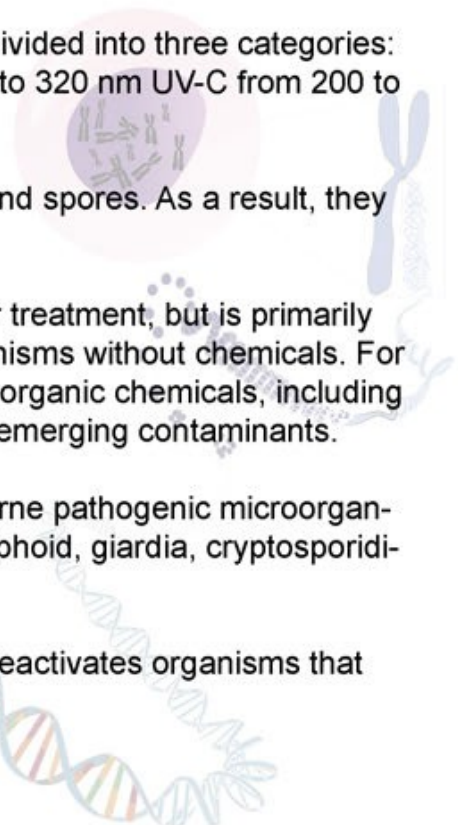 ivided into three categories:
to 320 nm UV-C from 200 to
nd spores. As a result, they
r treatment, but is primarily
nisms without chemicals. For
organic chemicals, including
emerging contaminants.
rne pathogenic microorgan-
phoid, giardia, cryptosporidi-
eactivates organisms that